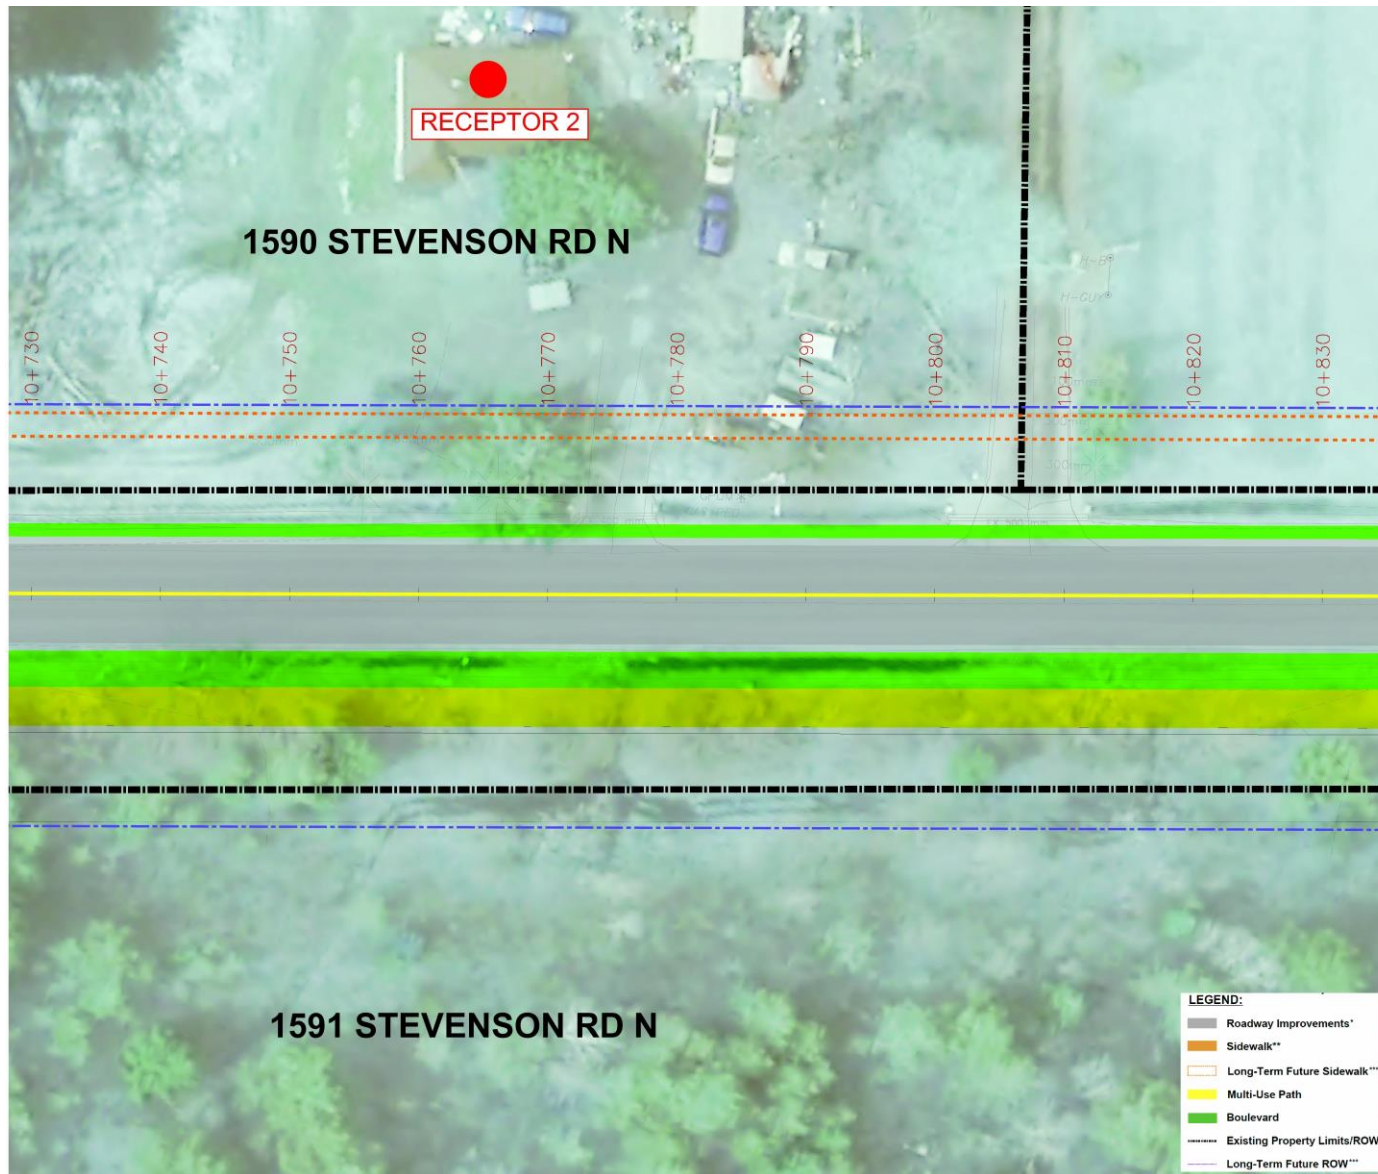 RECEPTOR 2
1590 STEVENSON RD N
H-B
H-GUY
10+730
10+740
10+750
10+760
10+770
10+780
10+790
10+800
10+810
10+820
10+830
1591 STEVENSON RD N
LEGEND:
Roadway Improvements*
Sidewalk**
Long-Term Future Sidewalk***
Multi-Use Path
Boulevard
Existing Property Limits/ROW
Long-Term Future ROW***